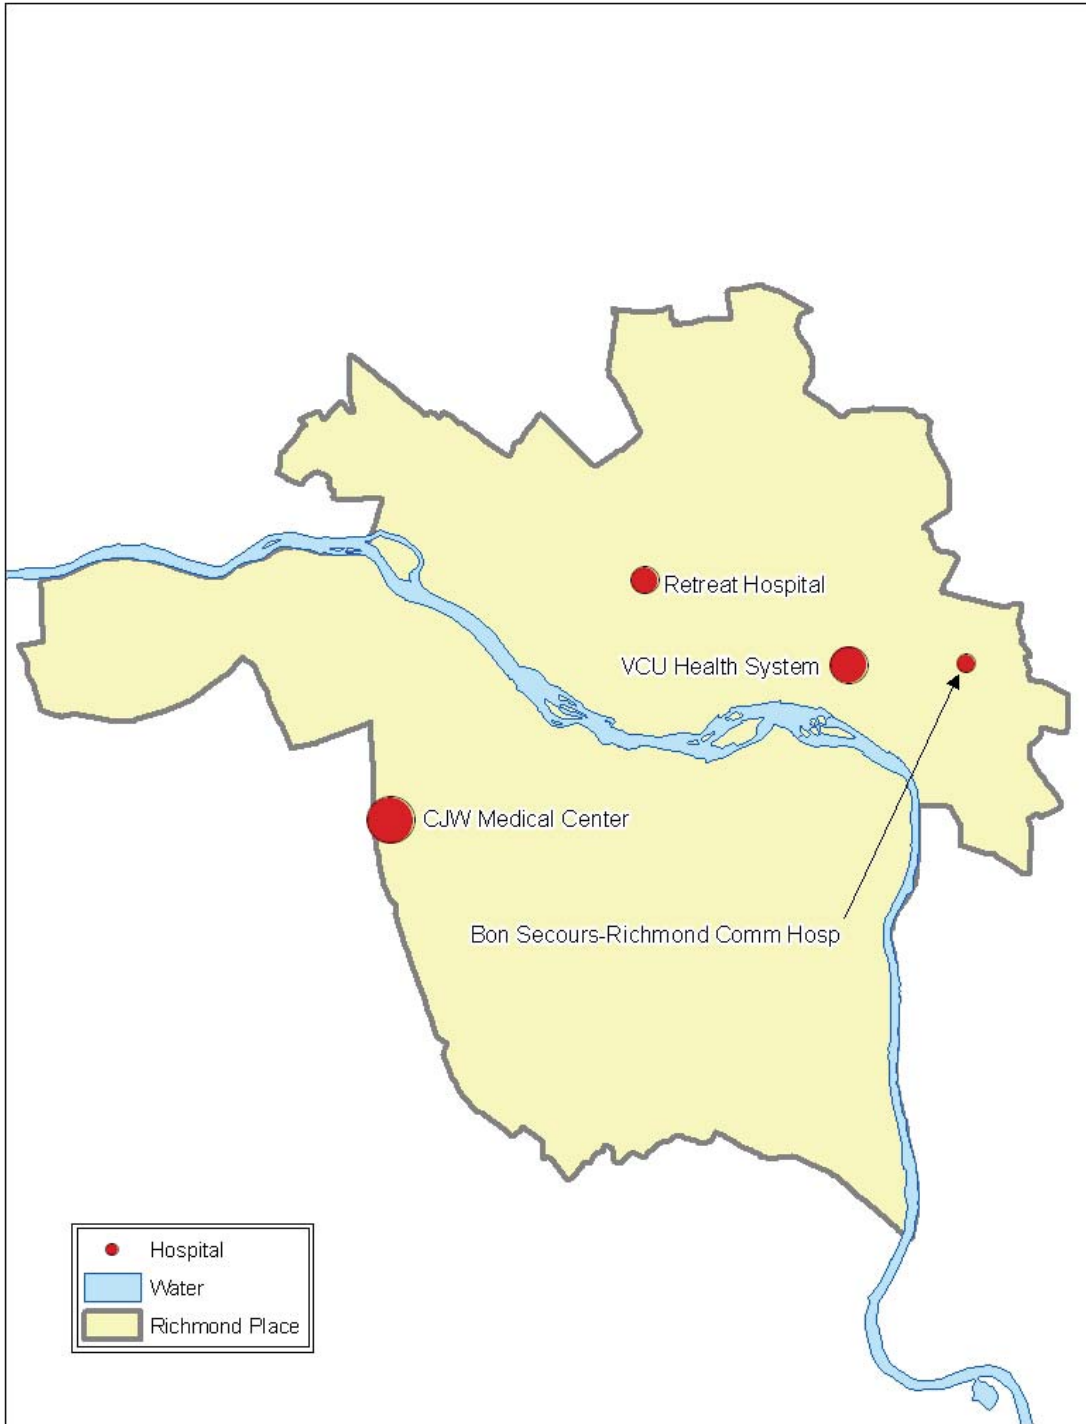 Retreat Hospital
VCU Health System
CJW Medical Center
Bon Secours-Richmond Comm Hosp
Hospital
Water
Richmond Place